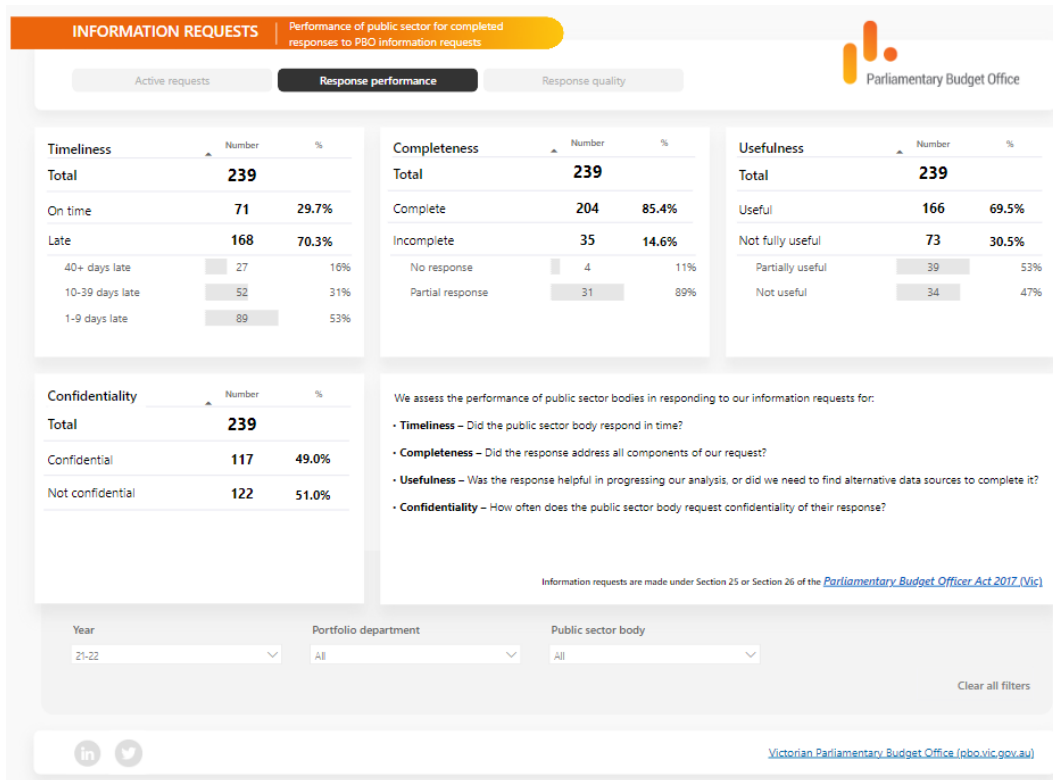 INFORMATION REQUESTS
Performance of public sector for completed
responses to PBO information requests
Parliamentary Budget Office
Active requests
Response performance
Response quality
Timeliness Number %
Total 239
On time 71 29.7%
Late 168 70.3%
40+ days late 27 16%
10-39 days late 52 31%
1-9 days late 89 53%
Completeness Number %
Total 239
Complete 204 85.4%
Incomplete 35 14.6%
No response 4 11%
Partial response 31 89%
Usefulness Number %
Total 239
Useful 166 69.5%
Not fully useful 73 30.5%
Partially useful 39 53%
Not useful 34 47%
Confidentiality Number %
Total 239
Confidential 117 49.0%
Not confidential 122 51.0%
We assess the performance of public sector bodies in responding to our information requests for:
• Timeliness – Did the public sector body respond in time?
• Completeness – Did the response address all components of our request?
• Usefulness – Was the response helpful in progressing our analysis, or did we need to find alternative data sources to complete it?
• Confidentiality – How often does the public sector body request confidentiality of their response?
Information requests are made under Section 25 or Section 26 of the Parliamentary Budget Officer Act 2017 (Vic)
Year
21-22
Portfolio department
All
Public sector body
All
Clear all filters
in
Victorian Parliamentary Budget Office (pbo.vic.gov.au)